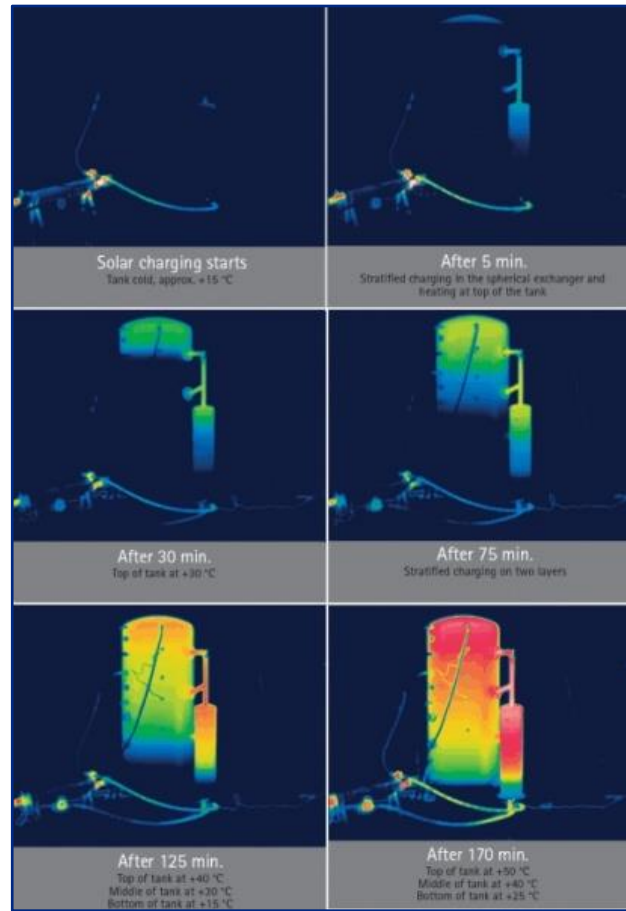 Solar charging starts
Tank cold, approx. +15 °C
After 5 min.
Stratified charging in the spherical exchanger and
heating at top of the tank
After 30 min.
Top of tank at +30 °C
After 75 min.
Stratified charging on two layers
After 125 min.
Top of tank at +40 °C
Middle of tank at +30 °C
Bottom of tank at +15 °C
After 170 min.
Top of tank at +50 °C
Middle of tank at +40 °C
Bottom of tank at +25 °C